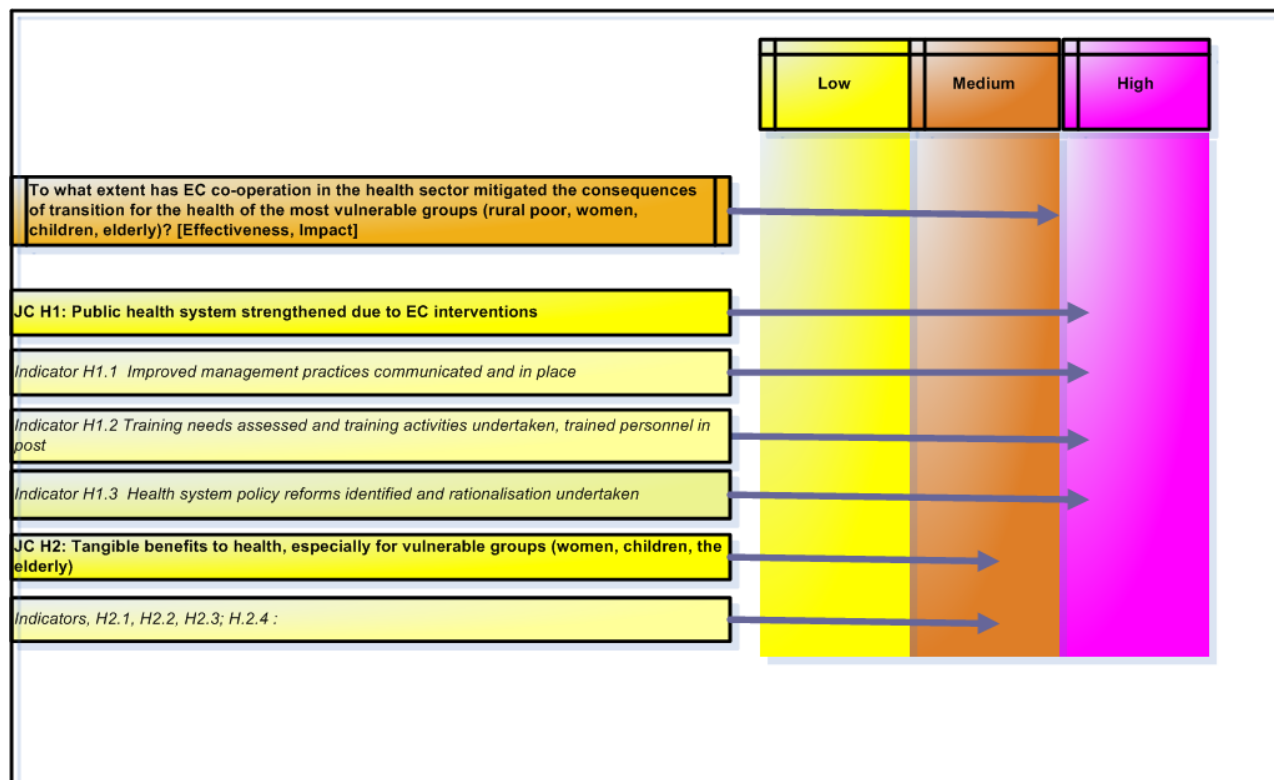 Low Medium High
To what extent has EC co-operation in the health sector mitigated the consequences
of transition for the health of the most vulnerable groups (rural poor, women,
children, elderly)? [Effectiveness, Impact]
JC H1: Public health system strengthened due to EC interventions
Indicator H1.1  Improved management practices communicated and in place
Indicator H1.2 Training needs assessed and training activities undertaken, trained personnel in
post
Indicator H1.3  Health system policy reforms identified and rationalisation undertaken
JC H2: Tangible benefits to health, especially for vulnerable groups (women, children, the
elderly)
Indicators, H2.1, H2.2, H2.3; H.2.4 :